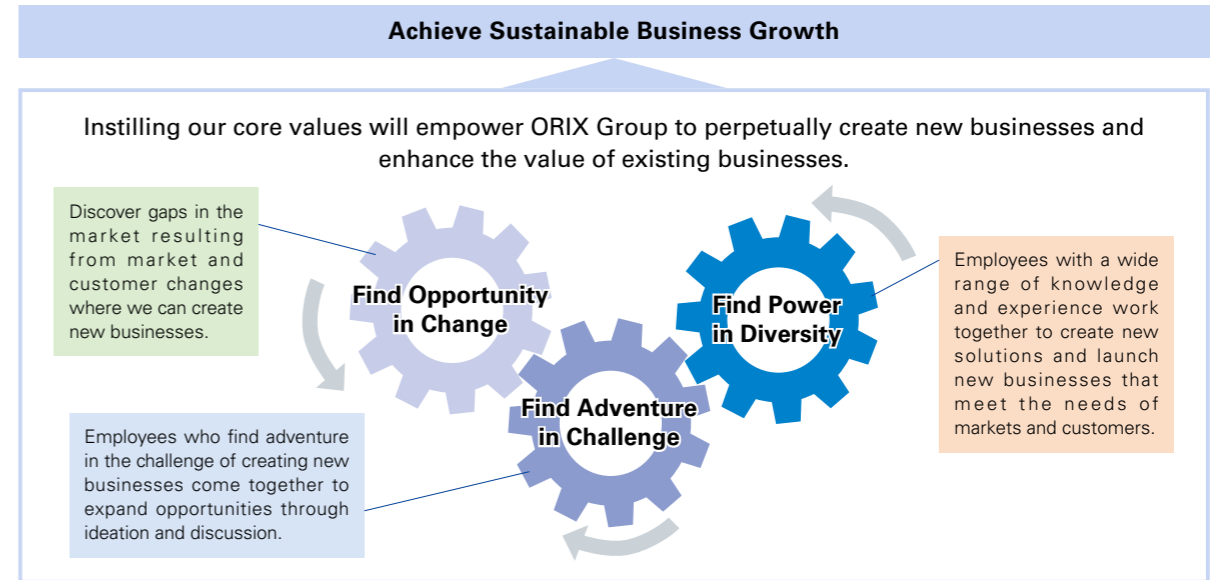 Achieve Sustainable Business Growth
Instilling our core values will empower ORIX Group to perpetually create new businesses and
enhance the value of existing businesses.
Discover gaps in the
market resulting
from market and
customer changes
where we can create
new businesses.
Find Opportunity
in Change
Find Power
in Diversity
Employees with a wide
range of knowledge
and experience work
together to create new
solutions and launch
new businesses that
meet the needs of
markets and customers.
Find Adventure
in Challenge
Employees who find adventure
in the challenge of creating new
businesses come together to
expand opportunities through
ideation and discussion.